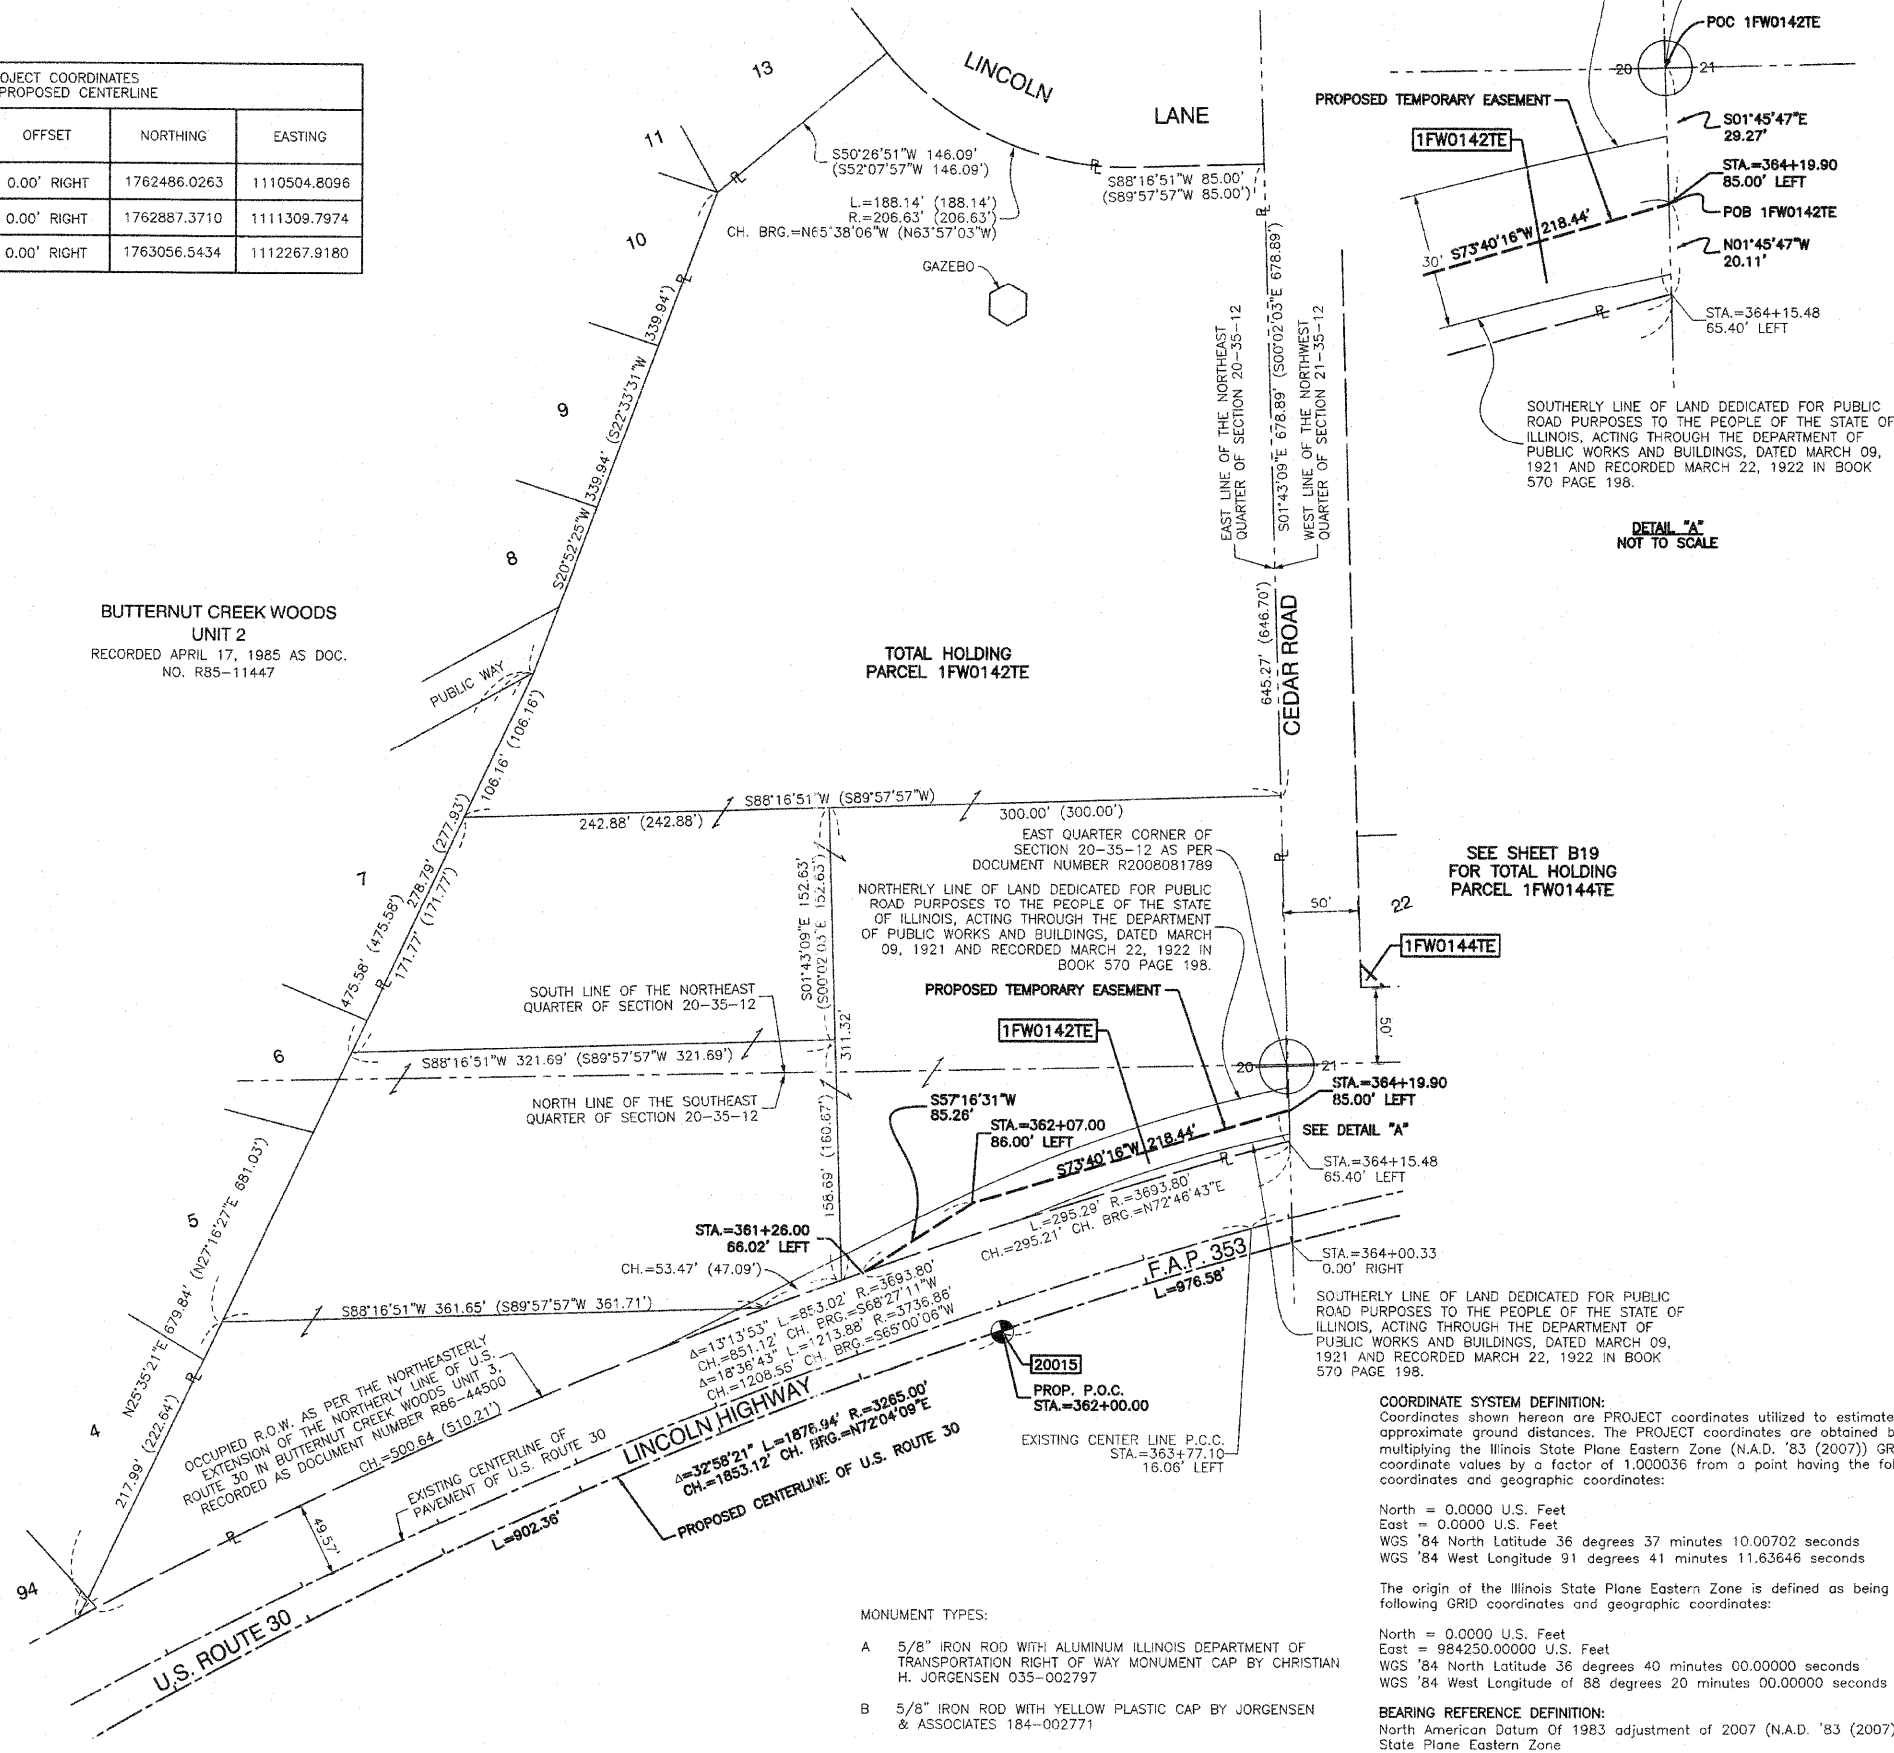 OJECT COORDINATES
PROPOSED CENTERLINE
OFFSET NORTHING EASTING
0.00' RIGHT 1762486.0263 1110504.8096
0.00' RIGHT 1762887.3710 1111309.7974
0.00' RIGHT 1763056.5434 1112267.9180
13
11
10
9
8
7
6
5
4
94
LINCOLN
LANE
S50°26'51"W 146.09'
(S52°07'57"W 146.09')
L.=188.14' (188.14')
R.=206.63' (206.63')
CH. BRG.=N65°38'06"W (N63°57'03"W)
S88°16'51"W 85.00'
(S89°57'57"W 85.00')
GAZEBO
S20°52'25"W 339.94' (S22°33'31"W 339.94')
EAST LINE OF THE NORTHEAST
QUARTER OF SECTION 20-35-12
S01°43'09"E 678.89' (S00°02'03"E 678.89')
WEST LINE OF THE NORTHWEST
QUARTER OF SECTION 21-35-12
645.27' (646.70')
CEDAR ROAD
POC 1FW0142TE
20 21
PROPOSED TEMPORARY EASEMENT
1FW0142TE
S01°45'47"E
29.27'
STA.=364+19.90
85.00' LEFT
POB 1FW0142TE
N01°45'47"W
20.11'
30'
S73°40'16"W 218.44'
STA.=364+15.48
65.40' LEFT
SOUTHERLY LINE OF LAND DEDICATED FOR PUBLIC
ROAD PURPOSES TO THE PEOPLE OF THE STATE OF
ILLINOIS, ACTING THROUGH THE DEPARTMENT OF
PUBLIC WORKS AND BUILDINGS, DATED MARCH 09,
1921 AND RECORDED MARCH 22, 1922 IN BOOK
570 PAGE 198.
DETAIL "A"
NOT TO SCALE
BUTTERNUT CREEK WOODS
UNIT 2
RECORDED APRIL 17, 1985 AS DOC.
NO. R85-11447
PUBLIC WAY
TOTAL HOLDING
PARCEL 1FW0142TE
106.16' (106.16')
278.79' (277.93')
171.77' (171.77')
475.58' (475.58')
S88°16'51"W (S89°57'57"W)
242.88' (242.88')
300.00' (300.00')
S01°43'09"E 152.63'
(S00°02'03"E 152.63')
311.32'
158.69' (160.67')
EAST QUARTER CORNER OF
SECTION 20-35-12 AS PER
DOCUMENT NUMBER R2008081789
NORTHERLY LINE OF LAND DEDICATED FOR PUBLIC
ROAD PURPOSES TO THE PEOPLE OF THE STATE
OF ILLINOIS, ACTING THROUGH THE DEPARTMENT
OF PUBLIC WORKS AND BUILDINGS, DATED MARCH
09, 1921 AND RECORDED MARCH 22, 1922 IN
BOOK 570 PAGE 198.
SEE SHEET B19
FOR TOTAL HOLDING
PARCEL 1FW0144TE
50'
22
1FW0144TE
50'
SOUTH LINE OF THE NORTHEAST
QUARTER OF SECTION 20-35-12
S88°16'51"W 321.69' (S89°57'57"W 321.69')
NORTH LINE OF THE SOUTHEAST
QUARTER OF SECTION 20-35-12
PROPOSED TEMPORARY EASEMENT
1FW0142TE
20 21
S57°16'31"W
85.26'
STA.=362+07.00
86.00' LEFT
S73°40'16"W 218.44'
STA.=364+19.90
85.00' LEFT
SEE DETAIL "A"
STA.=364+15.48
65.40' LEFT
L.=295.29' R.=3693.80'
CH.=295.21' CH. BRG.=N72°46'43"E
STA.=361+26.00
66.02' LEFT
CH.=53.47' (47.09')
S88°16'51"W 361.65' (S89°57'57"W 361.71')
N25°35'21"E 679.84' (N27°16'27"E 681.03')
217.99' (222.64')
Δ=13°13'53" L.=853.02' R.=3693.80'
CH.=851.12' CH. BRG.=S68°27'11"W
Δ=18°36'43" L.=1213.88' R.=3736.86'
CH.=1208.55' CH. BRG.=S65°00'06"W
F.A.P. 353
L.=976.58'
STA.=364+00.33
0.00' RIGHT
SOUTHERLY LINE OF LAND DEDICATED FOR PUBLIC
ROAD PURPOSES TO THE PEOPLE OF THE STATE OF
ILLINOIS, ACTING THROUGH THE DEPARTMENT OF
PUBLIC WORKS AND BUILDINGS, DATED MARCH 09,
1921 AND RECORDED MARCH 22, 1922 IN BOOK
570 PAGE 198.
OCCUPIED R.O.W. AS PER THE NORTHEASTERLY
EXTENSION OF THE NORTHERLY LINE OF U.S.
ROUTE 30 IN BUTTERNUT CREEK WOODS UNIT 3,
RECORDED AS DOCUMENT NUMBER R86-44500
CH.=500.64 (510.21')
EXISTING CENTERLINE OF
PAVEMENT OF U.S. ROUTE 30
49.57'
LINCOLN HIGHWAY
20015
PROP. P.O.C.
STA.=362+00.00
Δ=32°58'21" L.=1876.94' R.=3265.00'
CH.=1853.12' CH. BRG.=N72°04'09"E
PROPOSED CENTERLINE OF U.S. ROUTE 30
L.=902.36'
U.S. ROUTE 30
EXISTING CENTER LINE P.C.C.
STA.=363+77.10
16.06' LEFT
COORDINATE SYSTEM DEFINITION:
Coordinates shown hereon are PROJECT coordinates utilized to estimate
approximate ground distances. The PROJECT coordinates are obtained b
multiplying the Illinois State Plane Eastern Zone (N.A.D. '83 (2007)) GR
coordinate values by a factor of 1.000036 from a point having the fol
coordinates and geographic coordinates:
North = 0.0000 U.S. Feet
East = 0.0000 U.S. Feet
WGS '84 North Latitude 36 degrees 37 minutes 10.00702 seconds
WGS '84 West Longitude 91 degrees 41 minutes 11.63646 seconds
The origin of the Illinois State Plane Eastern Zone is defined as being
following GRID coordinates and geographic coordinates:
North = 0.0000 U.S. Feet
East = 984250.00000 U.S. Feet
WGS '84 North Latitude 36 degrees 40 minutes 00.00000 seconds
WGS '84 West Longitude of 88 degrees 20 minutes 00.00000 seconds
BEARING REFERENCE DEFINITION:
North American Datum Of 1983 adjustment of 2007 (N.A.D. '83 (2007)
State Plane Eastern Zone
MONUMENT TYPES:
A 5/8" IRON ROD WITH ALUMINUM ILLINOIS DEPARTMENT OF
TRANSPORTATION RIGHT OF WAY MONUMENT CAP BY CHRISTIAN
H. JORGENSEN 035-002797
B 5/8" IRON ROD WITH YELLOW PLASTIC CAP BY JORGENSEN
& ASSOCIATES 184-002771